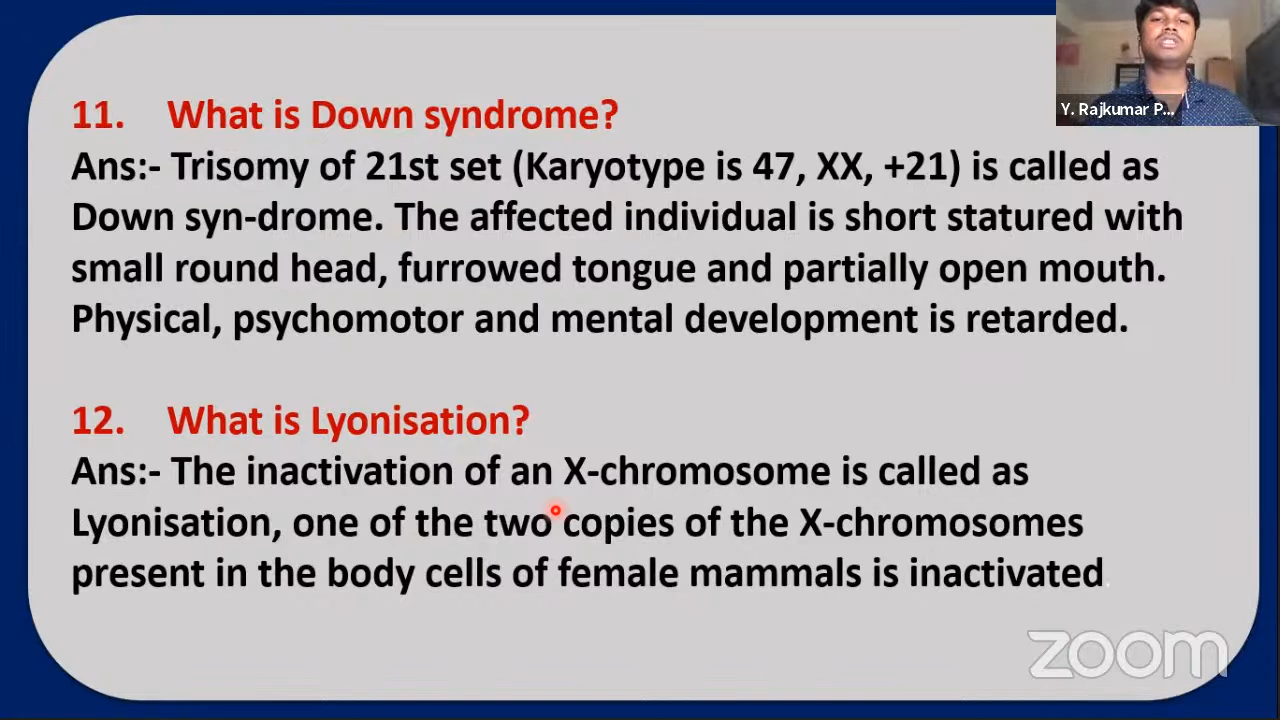 11. What is Down syndrome?
Ans:- Trisomy of 21st set (Karyotype is 47, XX, +21) is called as
Down syn-drome. The affected individual is short statured with
small round head, furrowed tongue and partially open mouth.
Physical, psychomotor and mental development is retarded.
12. What is Lyonisation?
Ans:- The inactivation of an X-chromosome is called as
Lyonisation, one of the two copies of the X-chromosomes
present in the body cells of female mammals is inactivated.
Y. Rajkumar P...
zoom